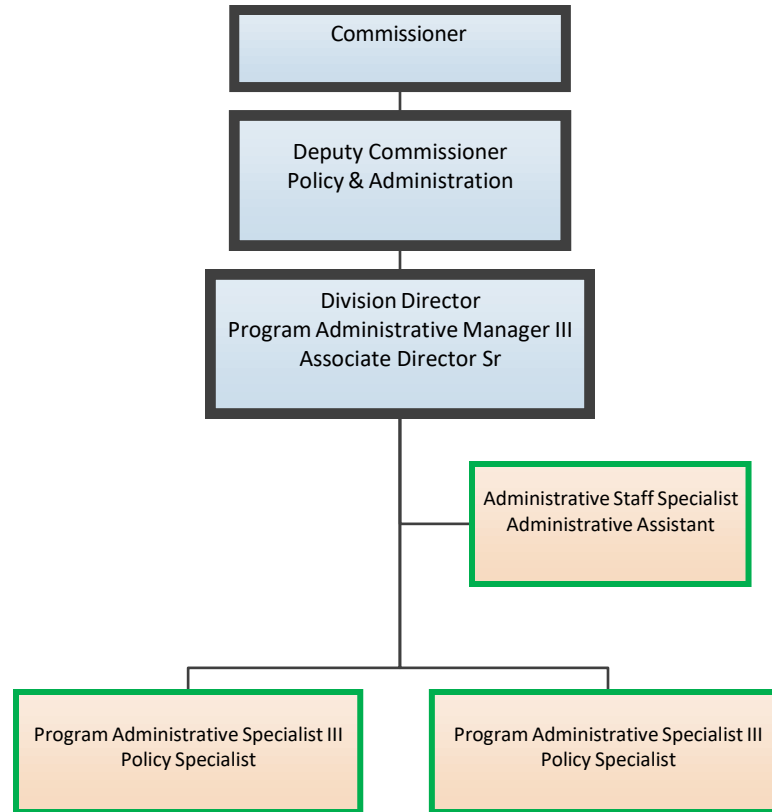 Commissioner
Deputy Commissioner
Policy & Administration
Division Director
Program Administrative Manager III
Associate Director Sr
Administrative Staff Specialist
Administrative Assistant
Program Administrative Specialist III
Policy Specialist
Program Administrative Specialist III
Policy Specialist